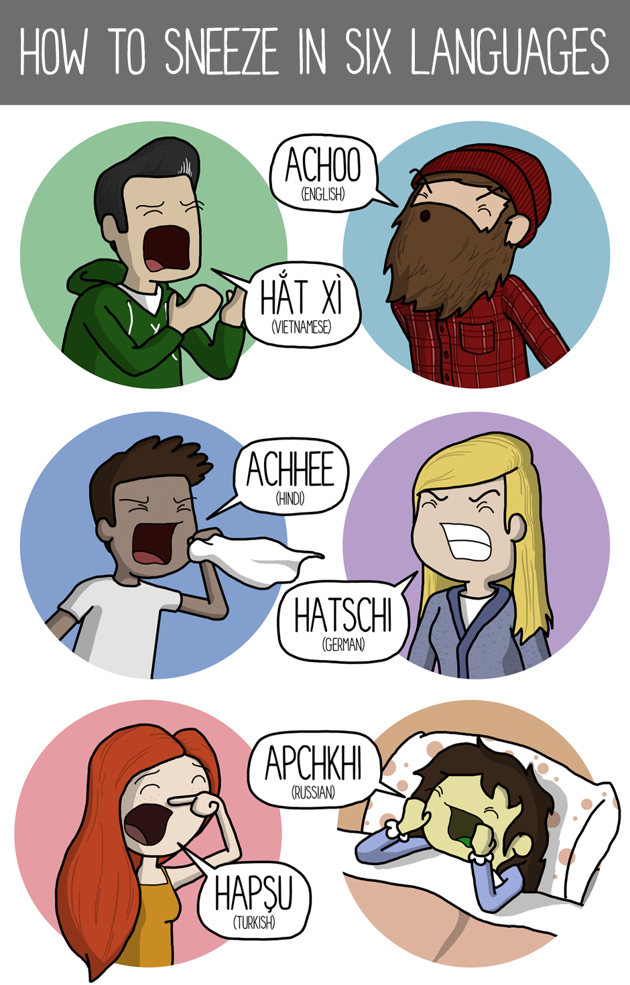 HOW TO SNEEZE IN SIX LANGUAGES
ACHOO
(ENGLISH)
HẮT XÌ
(VIETNAMESE)
ACHHEE
(HINDI)
HATSCHI
(GERMAN)
APCHKHI
(RUSSIAN)
HAPŞU
(TURKISH)